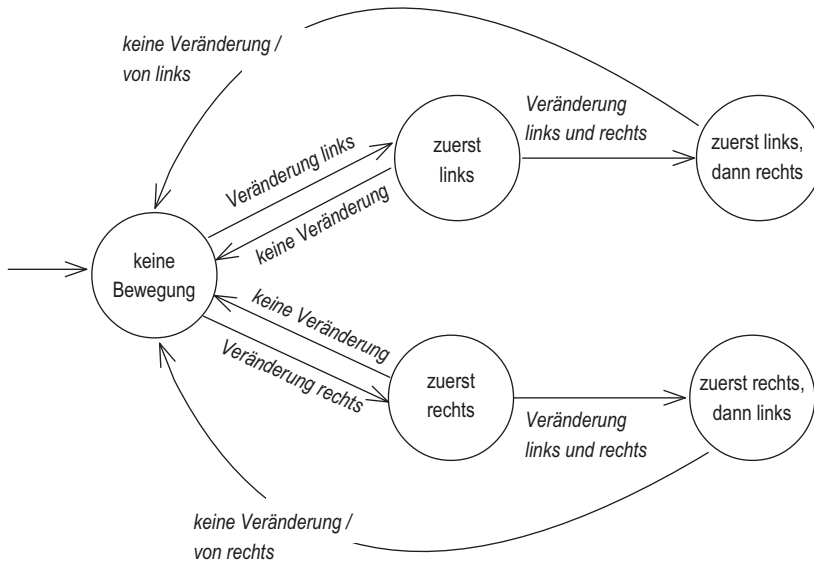 keine Veränderung /
von links
Veränderung
links und rechts
zuerst
links
zuerst links,
dann rechts
Veränderung links
keine Veränderung
keine
Bewegung
keine Veränderung
Veränderung rechts
zuerst
rechts
zuerst rechts,
dann links
Veränderung
links und rechts
keine Veränderung /
von rechts